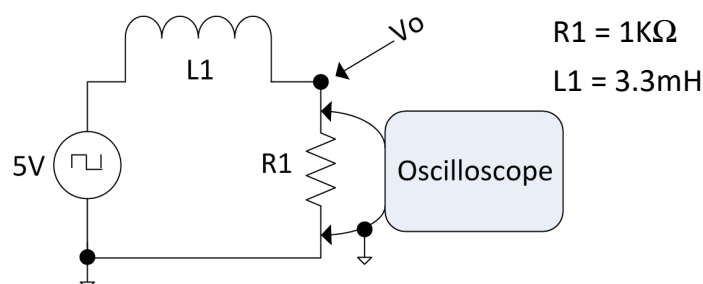 Vo
R1 = 1KΩ
L1 = 3.3mH
L1
5V
R1
Oscilloscope